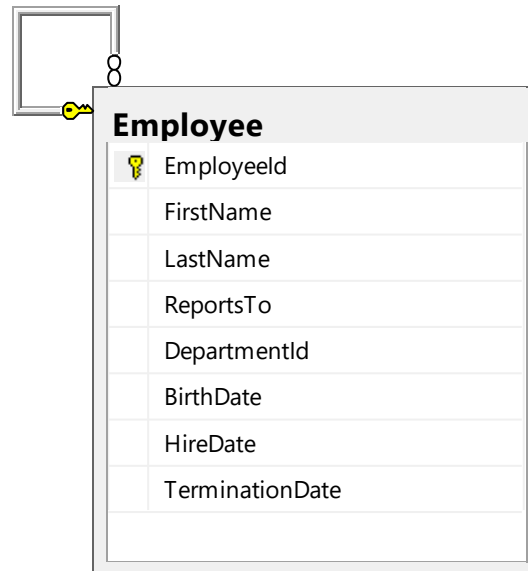 Employee
EmployeeId
FirstName
LastName
ReportsTo
DepartmentId
BirthDate
HireDate
TerminationDate